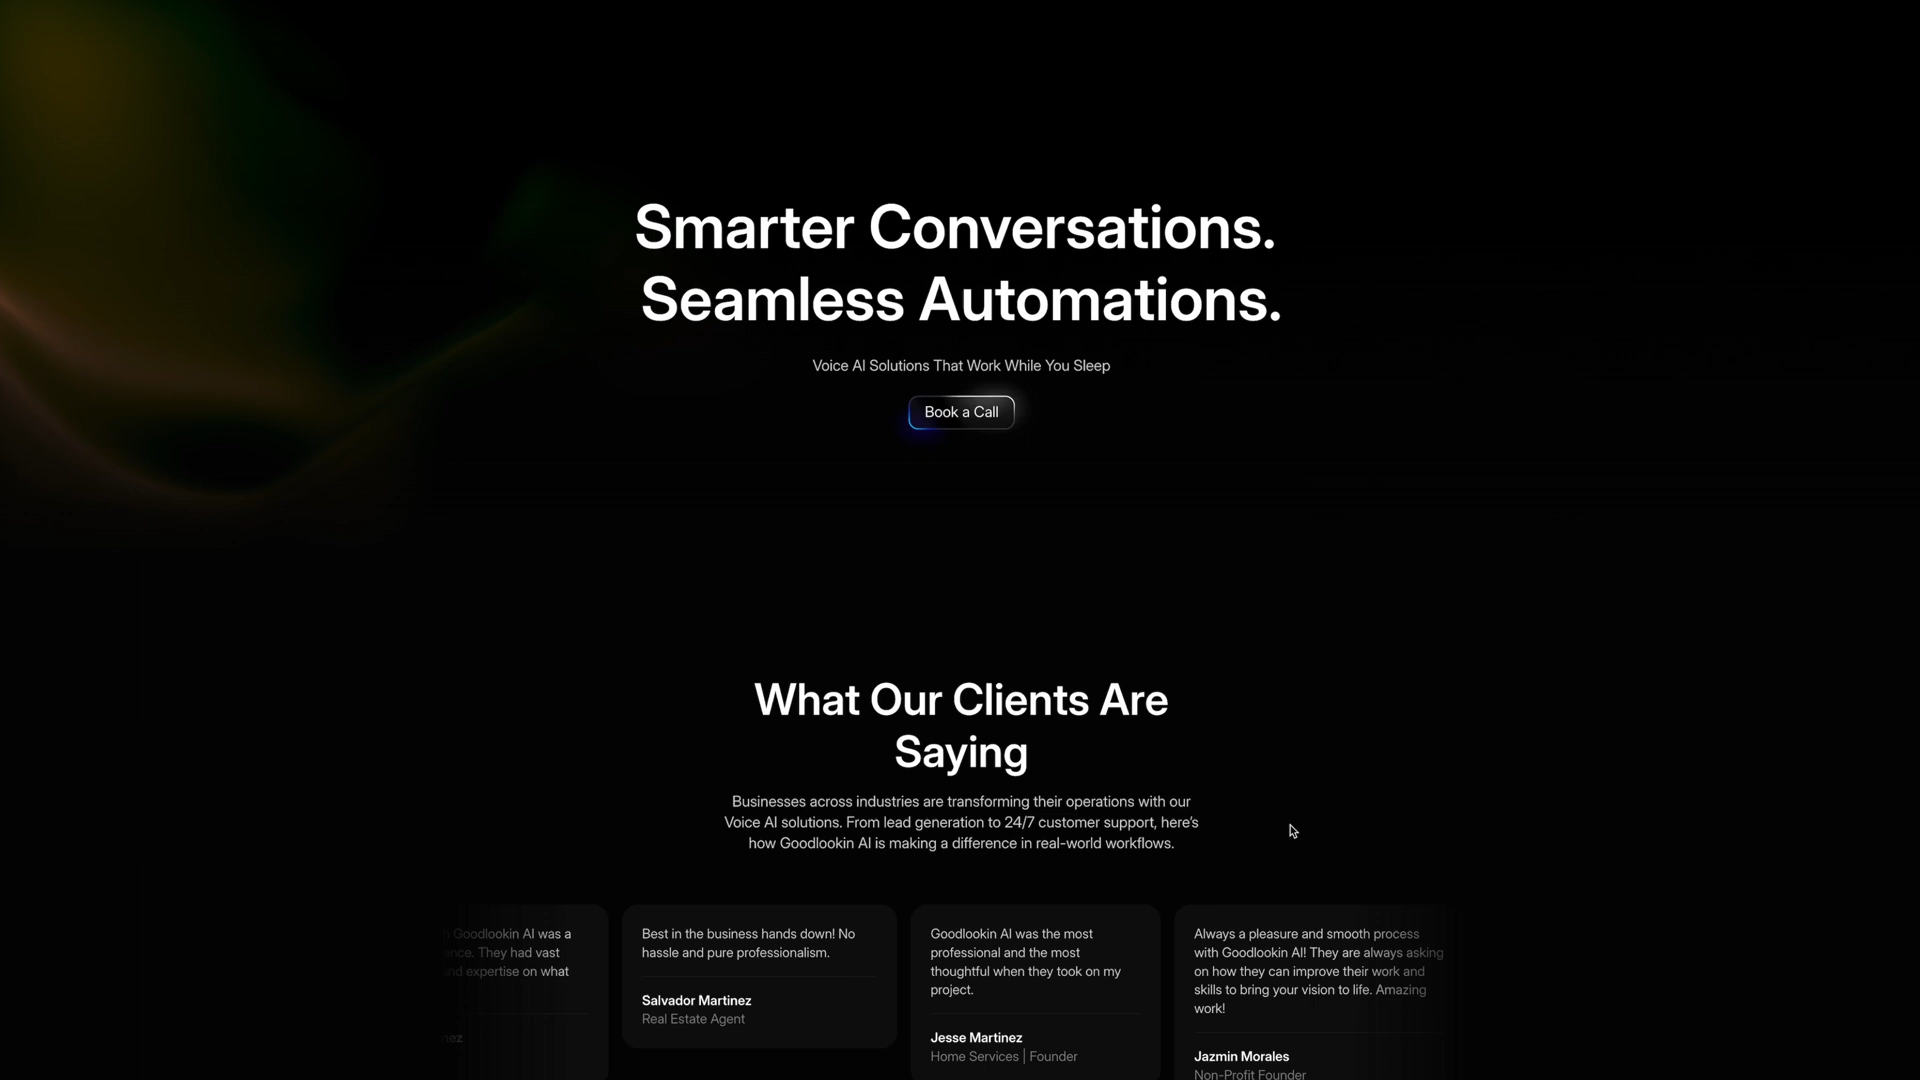 Smarter Conversations.
Seamless Automations.
Voice AI Solutions That Work While You Sleep
Book a Call
What Our Clients Are
Saying
Businesses across industries are transforming their operations with our
Voice AI solutions. From lead generation to 24/7 customer support, here's
how Goodlookin AI is making a difference in real-world workflows.
Goodlookin AI was a
They had vast
expertise on what
Best in the business hands down! No
hassle and pure professionalism.
Salvador Martinez
Real Estate Agent
Goodlookin AI was the most
professional and the most
thoughtful when they took on my
project.
Jesse Martinez
Home Services | Founder
Always a pleasure and smooth process
with Goodlookin AI! They are always asking
on how they can improve their work and
skills to bring your vision to life. Amazing
work!
Jazmin Morales
Non-Profit Founder